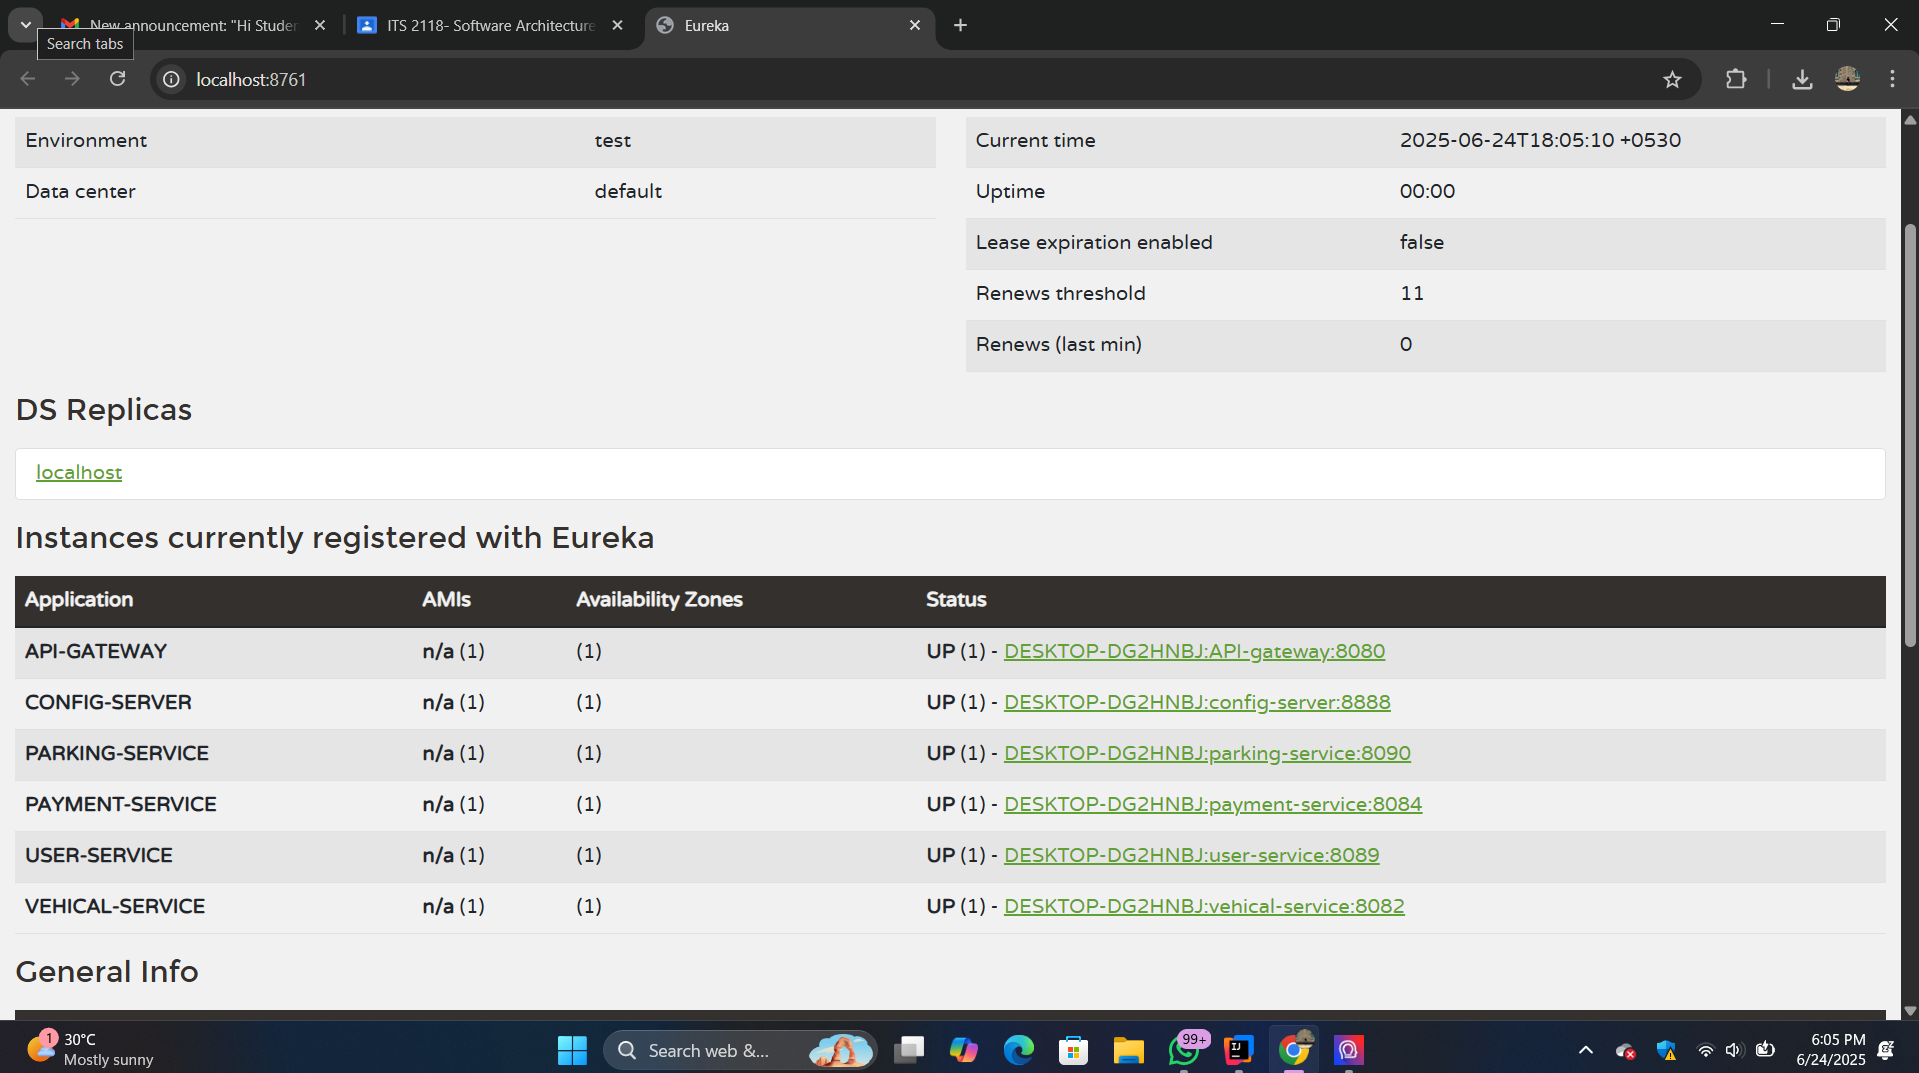 New announcement: "Hi Studen
ITS 2118- Software Architecture
Eureka
Search tabs
localhost:8761
Environment test
Data center default
Current time 2025-06-24T18:05:10 +0530
Uptime 00:00
Lease expiration enabled false
Renews threshold 11
Renews (last min) 0
DS Replicas
localhost
Instances currently registered with Eureka
Application AMIs Availability Zones Status
API-GATEWAY n/a (1) (1) UP (1) - DESKTOP-DG2HNBJ:API-gateway:8080
CONFIG-SERVER n/a (1) (1) UP (1) - DESKTOP-DG2HNBJ:config-server:8888
PARKING-SERVICE n/a (1) (1) UP (1) - DESKTOP-DG2HNBJ:parking-service:8090
PAYMENT-SERVICE n/a (1) (1) UP (1) - DESKTOP-DG2HNBJ:payment-service:8084
USER-SERVICE n/a (1) (1) UP (1) - DESKTOP-DG2HNBJ:user-service:8089
VEHICAL-SERVICE n/a (1) (1) UP (1) - DESKTOP-DG2HNBJ:vehical-service:8082
General Info
1
30°C
Mostly sunny
Search web &...
99+
6:05 PM
6/24/2025